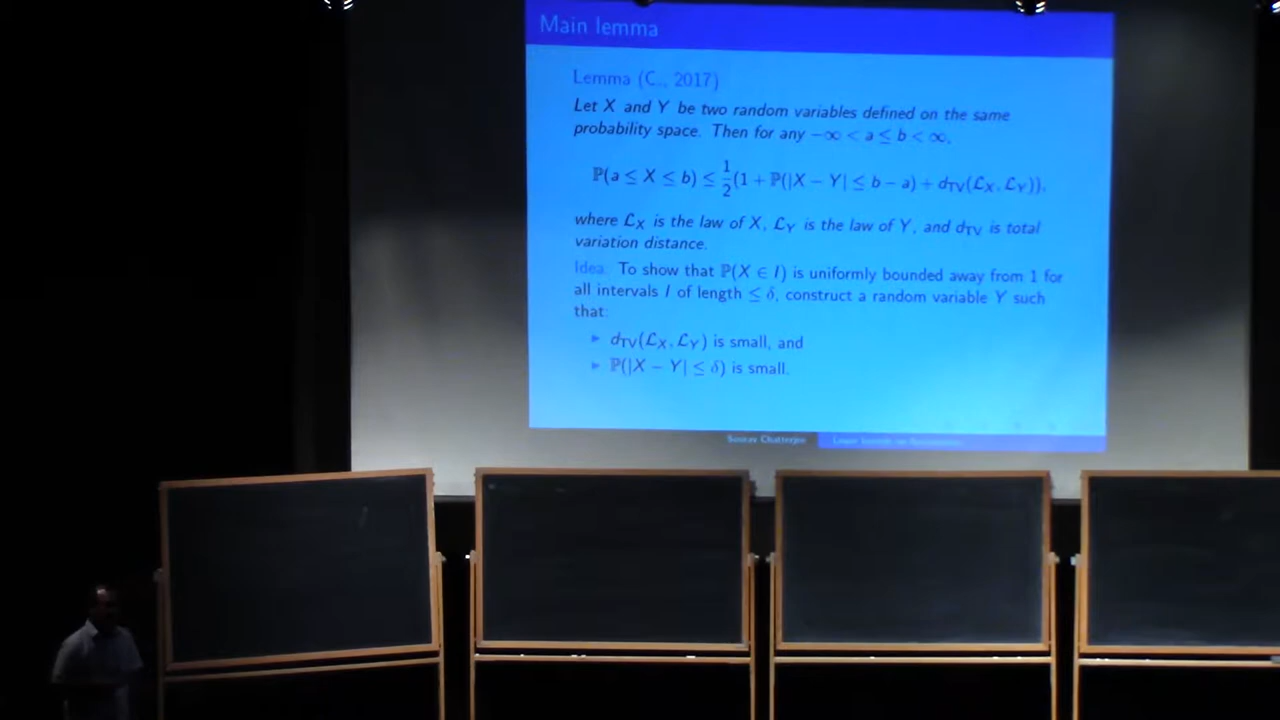 Main lemma
Lemma (C., 2017)
Let X and Y be two random variables defined on the same
probability space. Then for any −∞ < a ≤ b < ∞,
ℙ(a ≤ X ≤ b) ≤ 1/2(1 + ℙ(|X − Y| ≤ b − a) + d_TV(ℒ_X, ℒ_Y)),
where ℒ_X is the law of X, ℒ_Y is the law of Y, and d_TV is total
variation distance.
Idea: To show that ℙ(X ∈ I) is uniformly bounded away from 1 for
all intervals I of length ≤ δ, construct a random variable Y such
that:
► d_TV(ℒ_X, ℒ_Y) is small, and
► ℙ(|X − Y| ≤ δ) is small.
Sourav Chatterjee